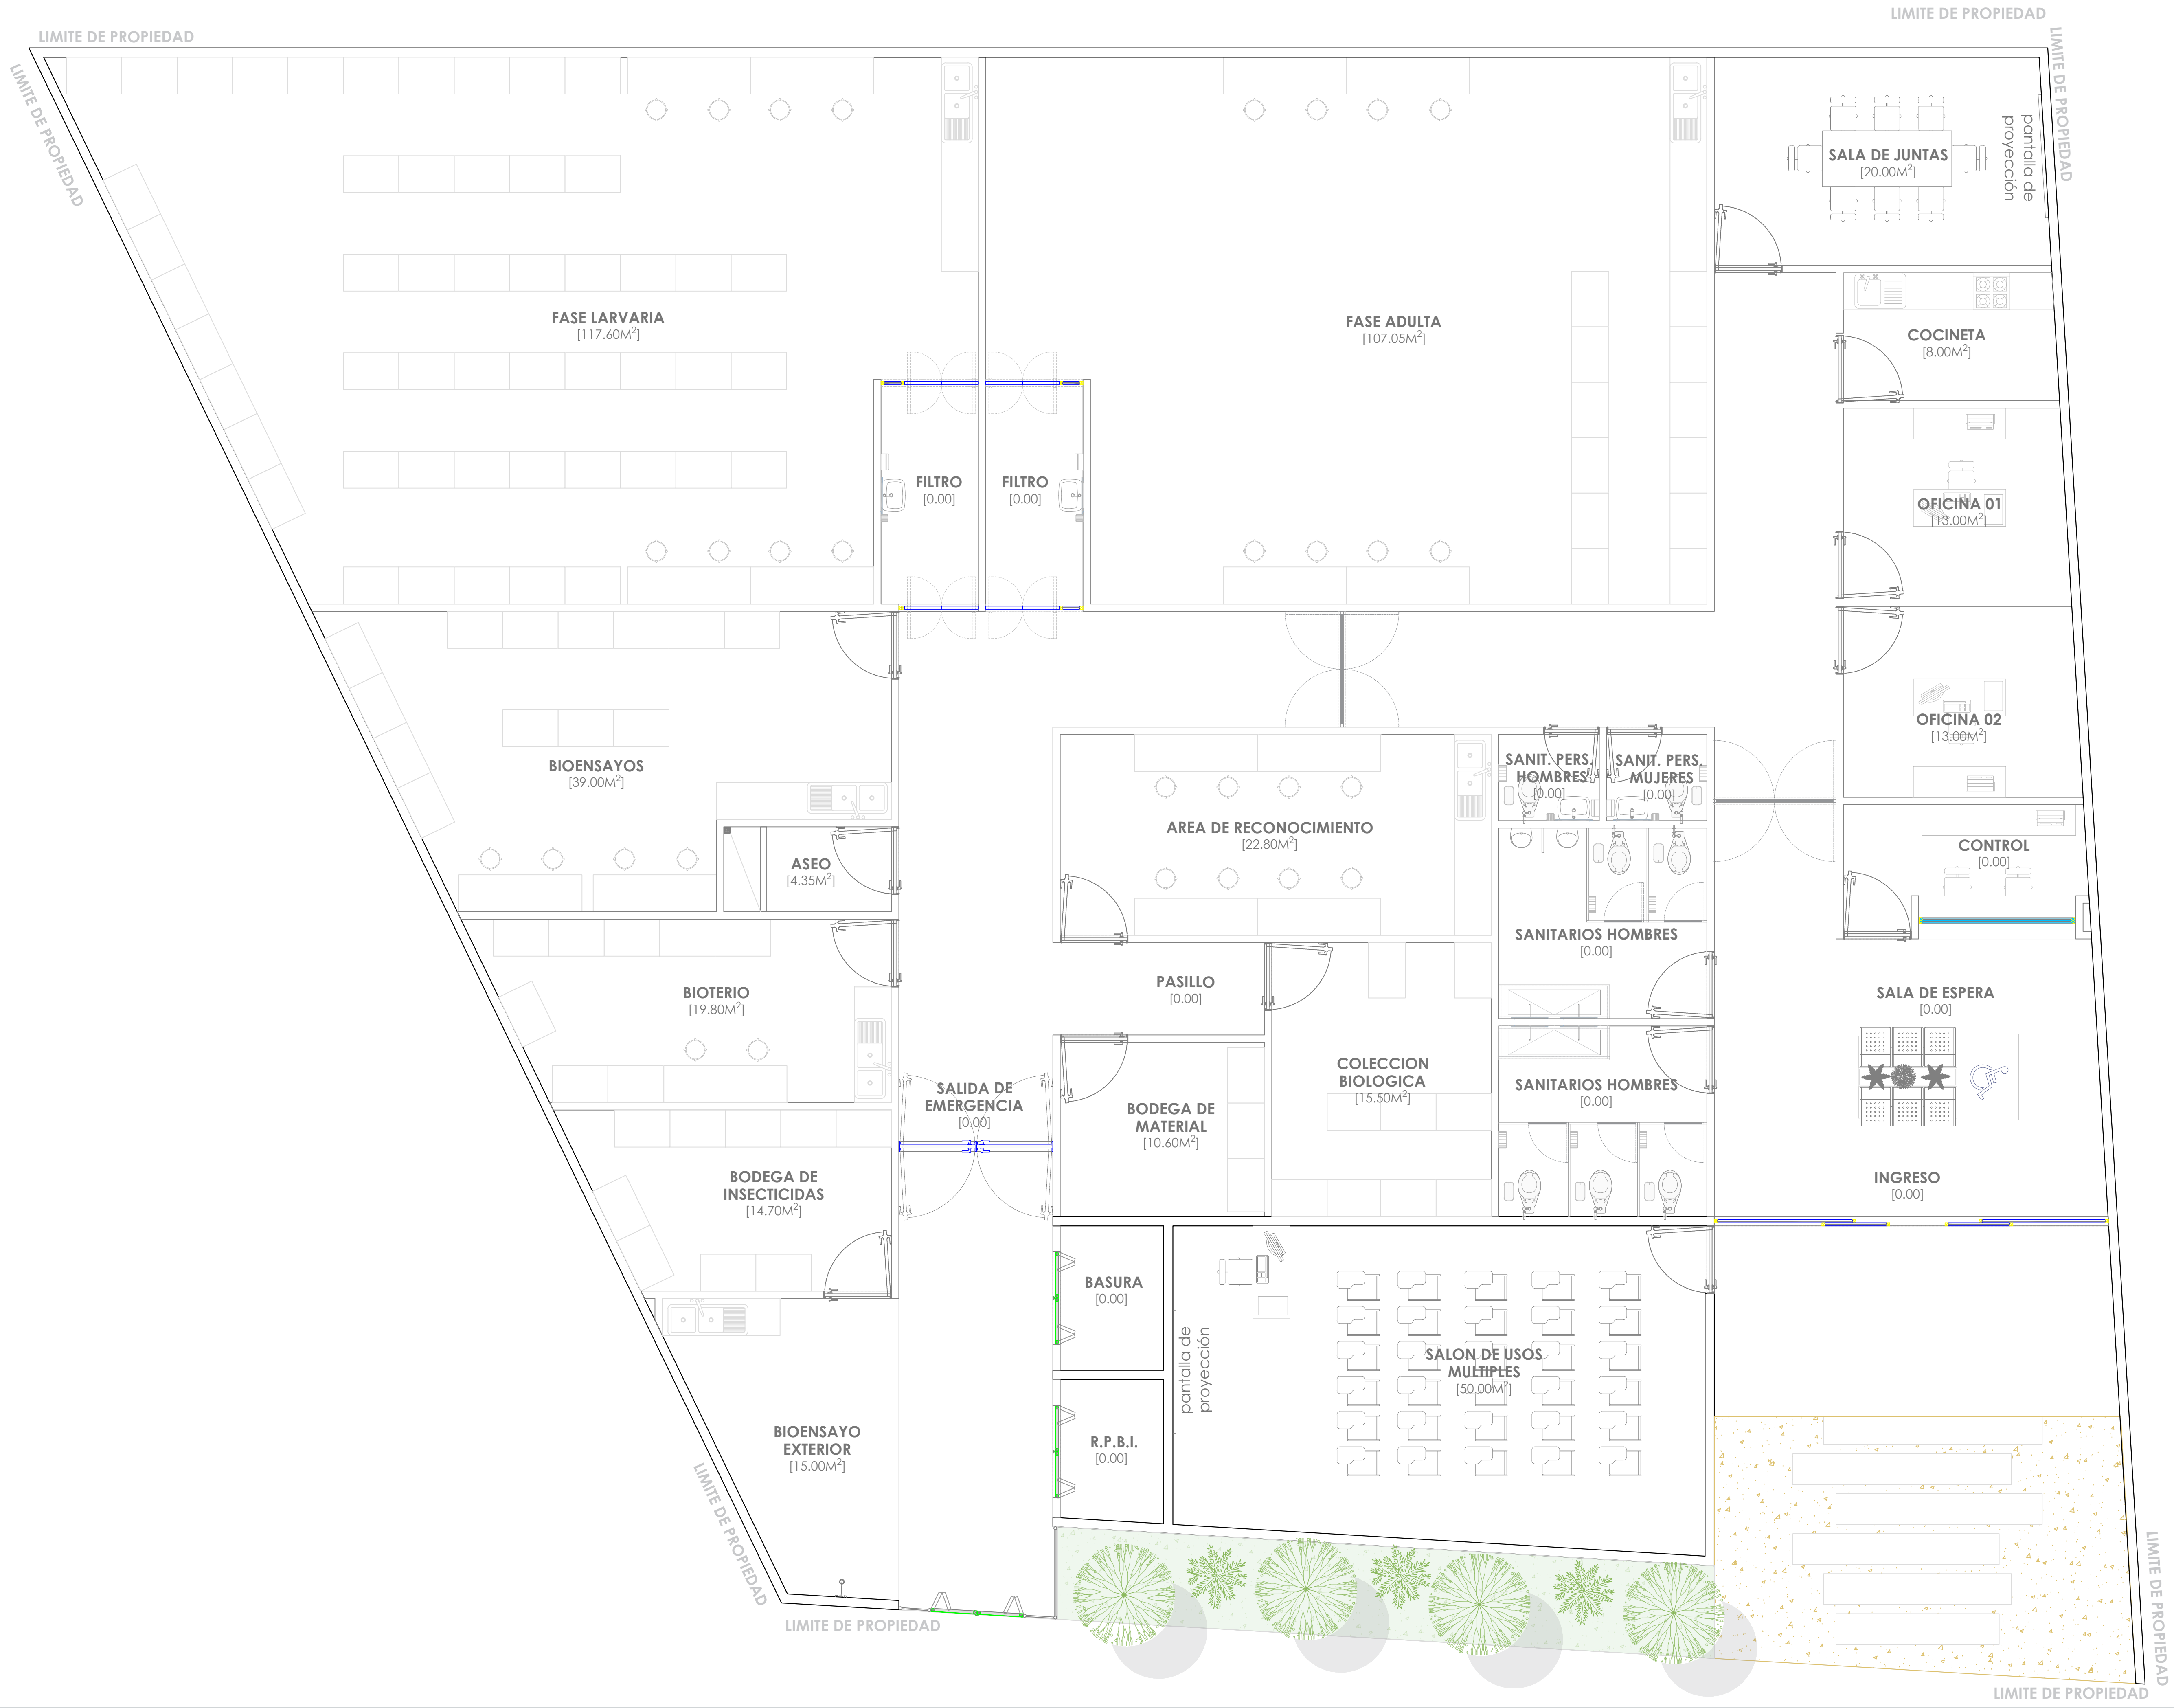 LIMITE DE PROPIEDAD
LIMITE DE PROPIEDAD
LIMITE DE PROPIEDAD
LIMITE DE PROPIEDAD
SALA DE JUNTAS
[20.00M²]
pantalla de
proyección
FASE LARVARIA
[117.60M²]
FASE ADULTA
[107.05M²]
COCINETA
[8.00M²]
FILTRO
[0.00]
FILTRO
[0.00]
OFICINA 01
[13.00M²]
OFICINA 02
[13.00M²]
BIOENSAYOS
[39.00M²]
SANIT. PERS.
HOMBRES
[0.00]
SANIT. PERS.
MUJERES
[0.00]
AREA DE RECONOCIMIENTO
[22.80M²]
CONTROL
[0.00]
ASEO
[4.35M²]
SANITARIOS HOMBRES
[0.00]
PASILLO
[0.00]
BIOTERIO
[19.80M²]
SALA DE ESPERA
[0.00]
COLECCION
BIOLOGICA
[15.50M²]
SALIDA DE
EMERGENCIA
[0.00]
SANITARIOS HOMBRES
[0.00]
BODEGA DE
MATERIAL
[10.60M²]
BODEGA DE
INSECTICIDAS
[14.70M²]
INGRESO
[0.00]
BASURA
[0.00]
pantalla de
proyección
SALON DE USOS
MULTIPLES
[50.00M²]
BIOENSAYO
EXTERIOR
[15.00M²]
R.P.B.I.
[0.00]
LIMITE DE PROPIEDAD
LIMITE DE PROPIEDAD
LIMITE DE PROPIEDAD
LIMITE DE PROPIEDAD